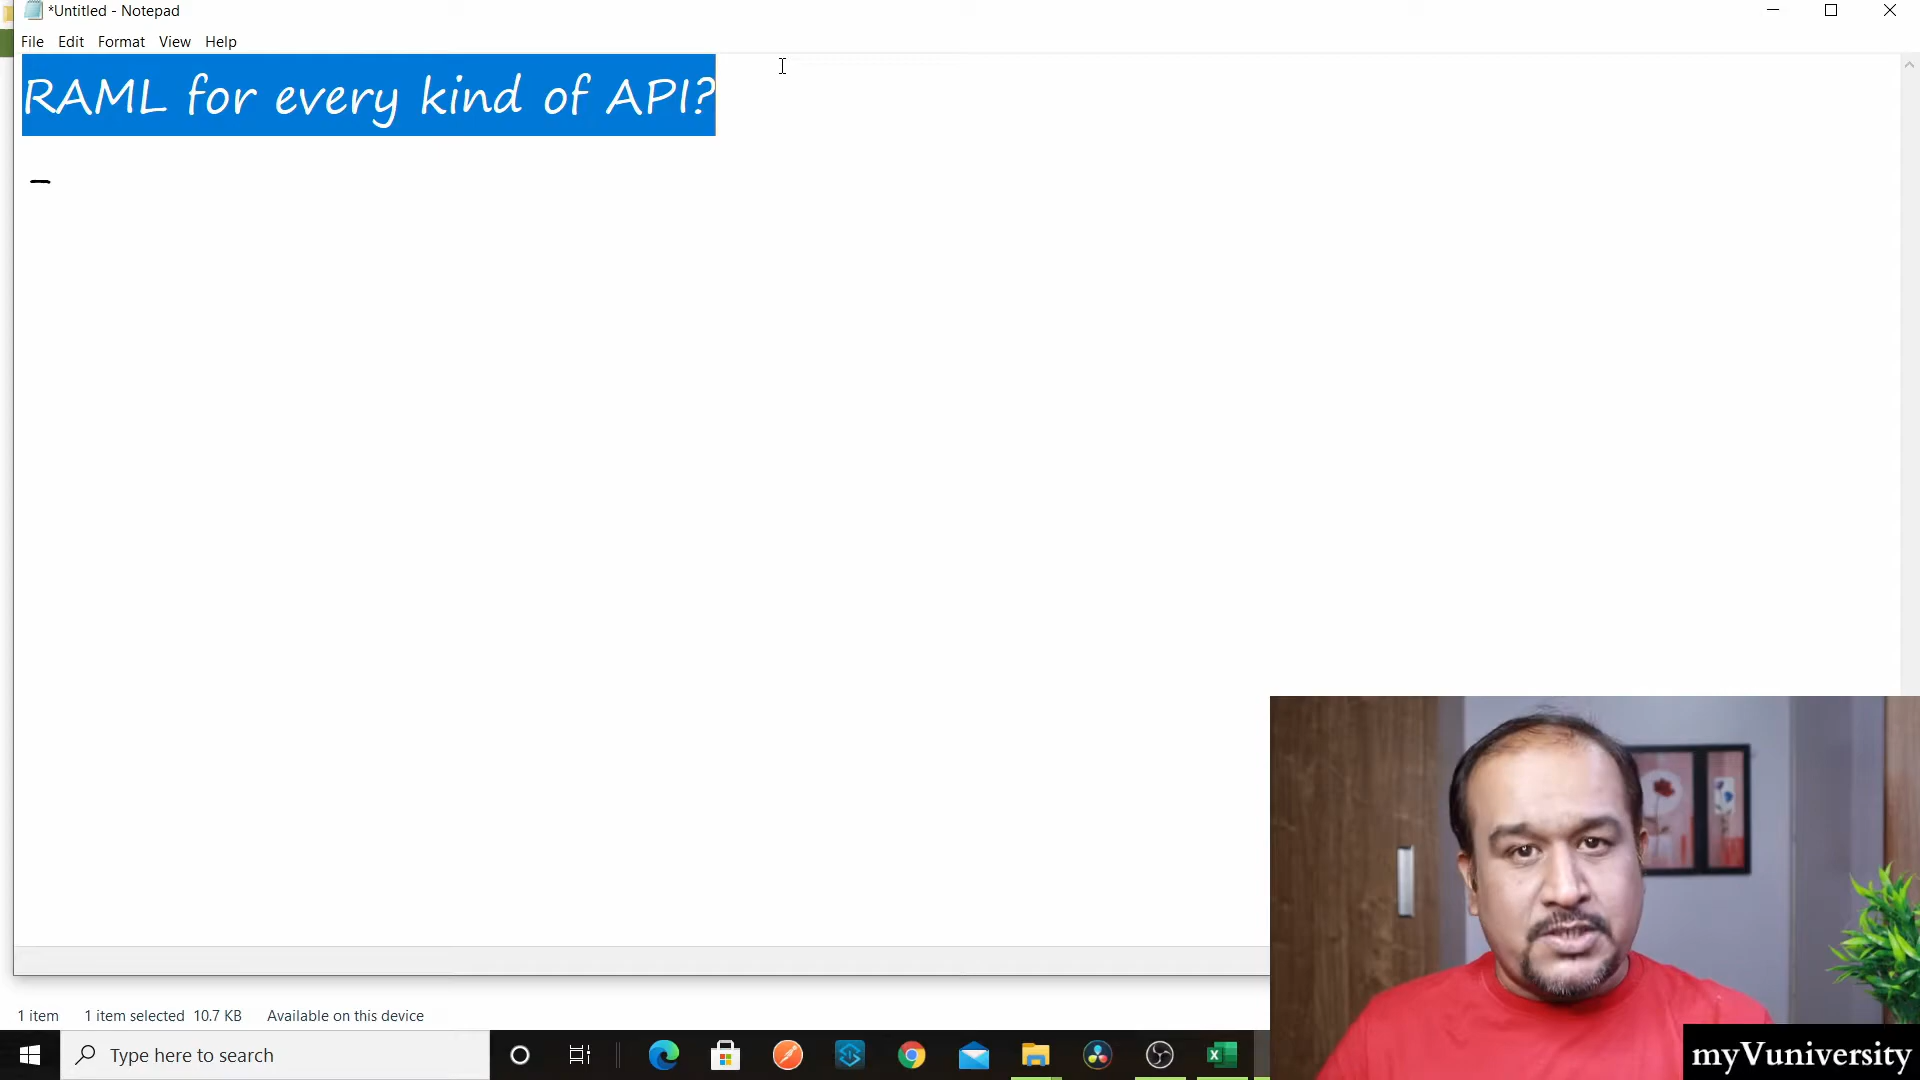 *Untitled - Notepad
File Edit Format View Help
RAML for every kind of API?
-
1 item 1 item selected 10.7 KB Available on this device
Type here to search
myVuniversity